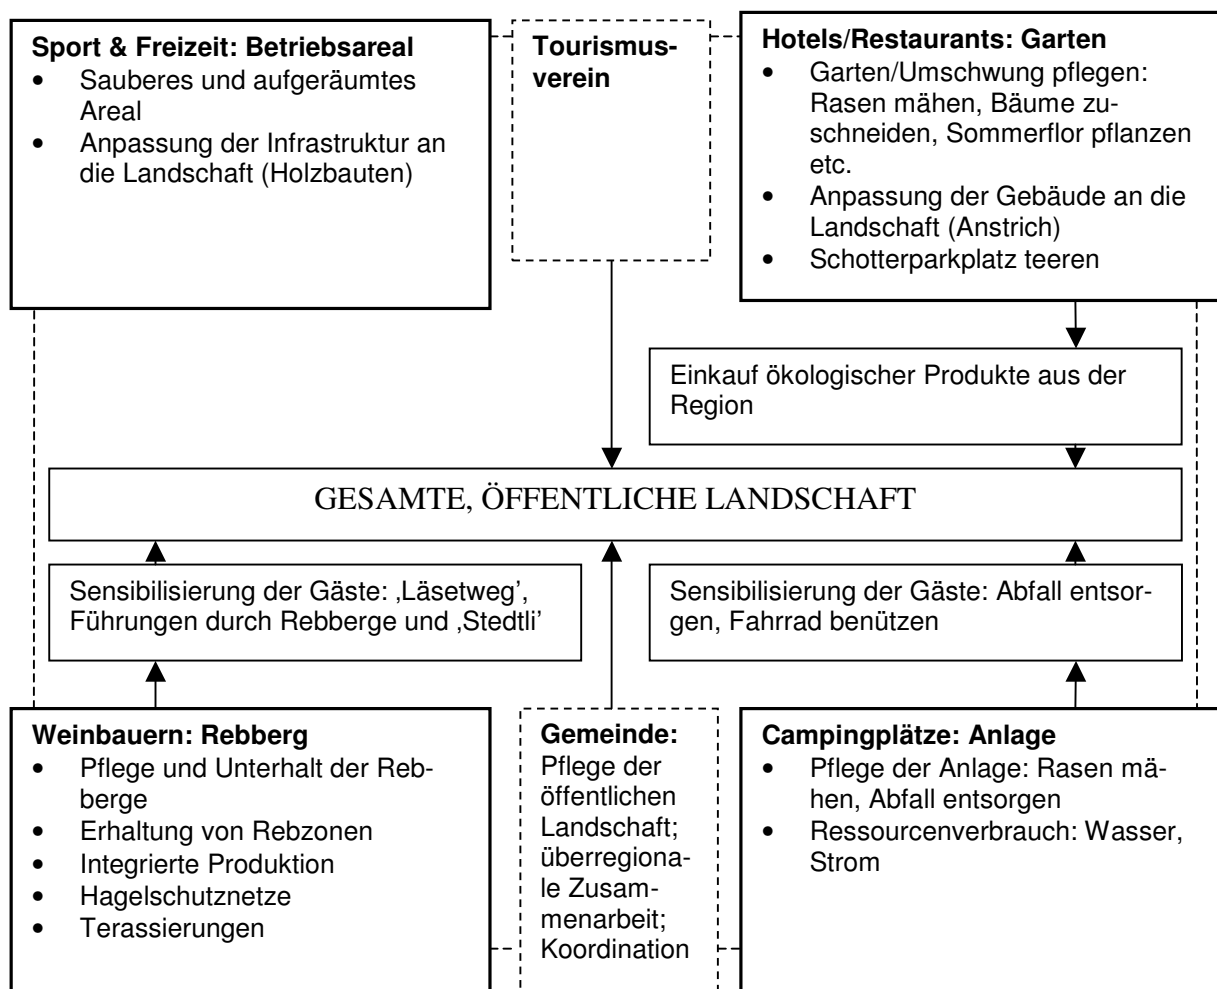 Sport & Freizeit: Betriebsareal
• Sauberes und aufgeräumtes
Areal
• Anpassung der Infrastruktur an
die Landschaft (Holzbauten)
Tourismus-
verein
Hotels/Restaurants: Garten
• Garten/Umschwung pflegen:
Rasen mähen, Bäume zu-
schneiden, Sommerflor pflanzen
etc.
• Anpassung der Gebäude an die
Landschaft (Anstrich)
• Schotterparkplatz teeren
Einkauf ökologischer Produkte aus der
Region
GESAMTE, ÖFFENTLICHE LANDSCHAFT
Sensibilisierung der Gäste: ‚Läsetweg’,
Führungen durch Rebberge und ‚Stedtli’
Sensibilisierung der Gäste: Abfall entsor-
gen, Fahrrad benützen
Weinbauern: Rebberg
• Pflege und Unterhalt der Reb-
berge
• Erhaltung von Rebzonen
• Integrierte Produktion
• Hagelschutznetze
• Terassierungen
Gemeinde:
Pflege der
öffentlichen
Landschaft;
überregiona-
le Zusam-
menarbeit;
Koordination
Campingplätze: Anlage
• Pflege der Anlage: Rasen mä-
hen, Abfall entsorgen
• Ressourcenverbrauch: Wasser,
Strom